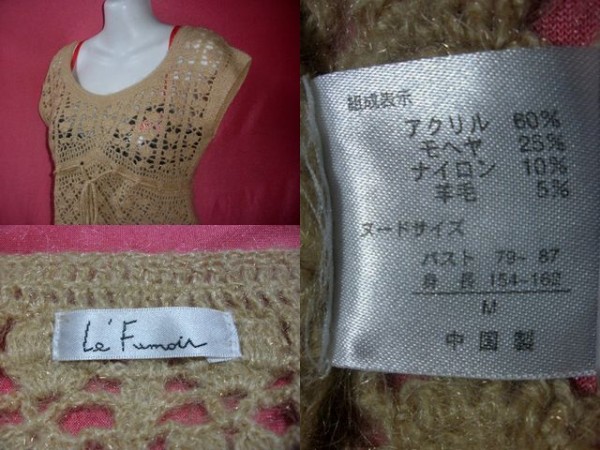 Le' Fumoir
組成表示
アクリル 60%
モヘヤ 25%
ナイロン 10%
羊毛 5%
ヌードサイズ
バスト 79- 87
身長 154-162
M
中国製